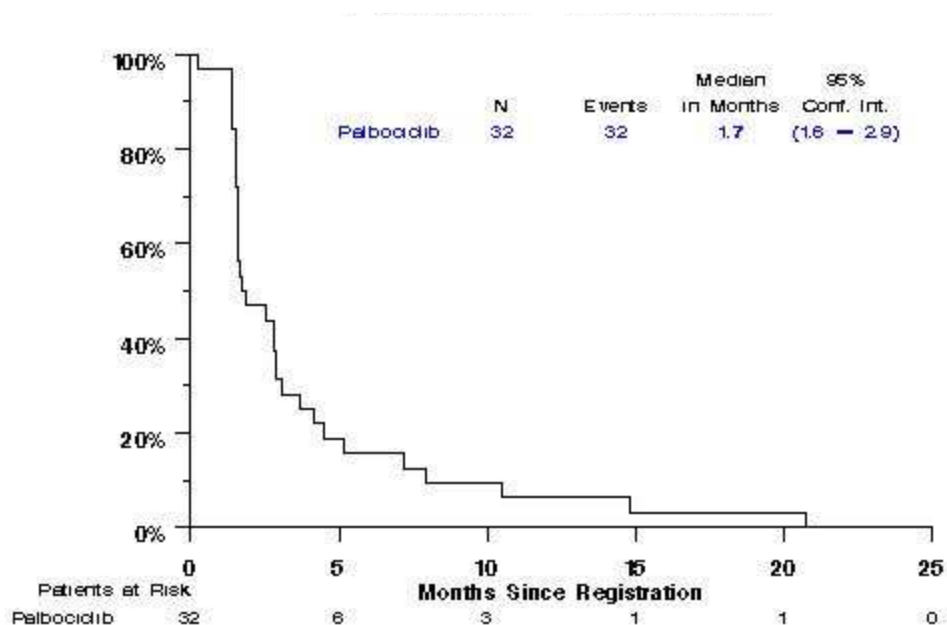 100%
80%
60%
40%
20%
0%
Median 95%
N Events in Months Conf. Int.
Palbociclib 32 32 1.7 (1.6 – 2.9)
0 5 10 15 20 25
Patients at Risk Months Since Registration
Palbociclib 32 6 3 1 1 0